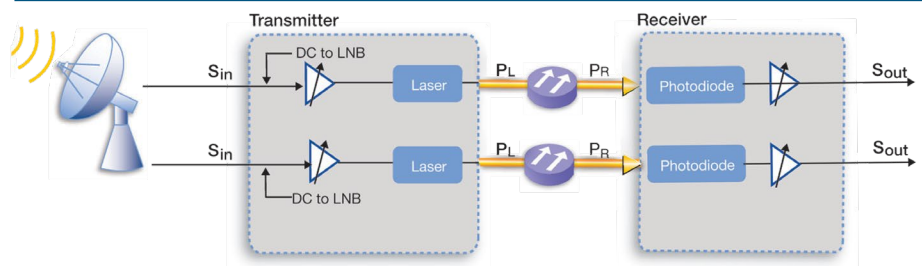 Transmitter
Receiver
DC to LNB
Sin
Laser
PL
PR
Photodiode
Sout
Sin
Laser
PL
PR
Photodiode
Sout
DC to LNB